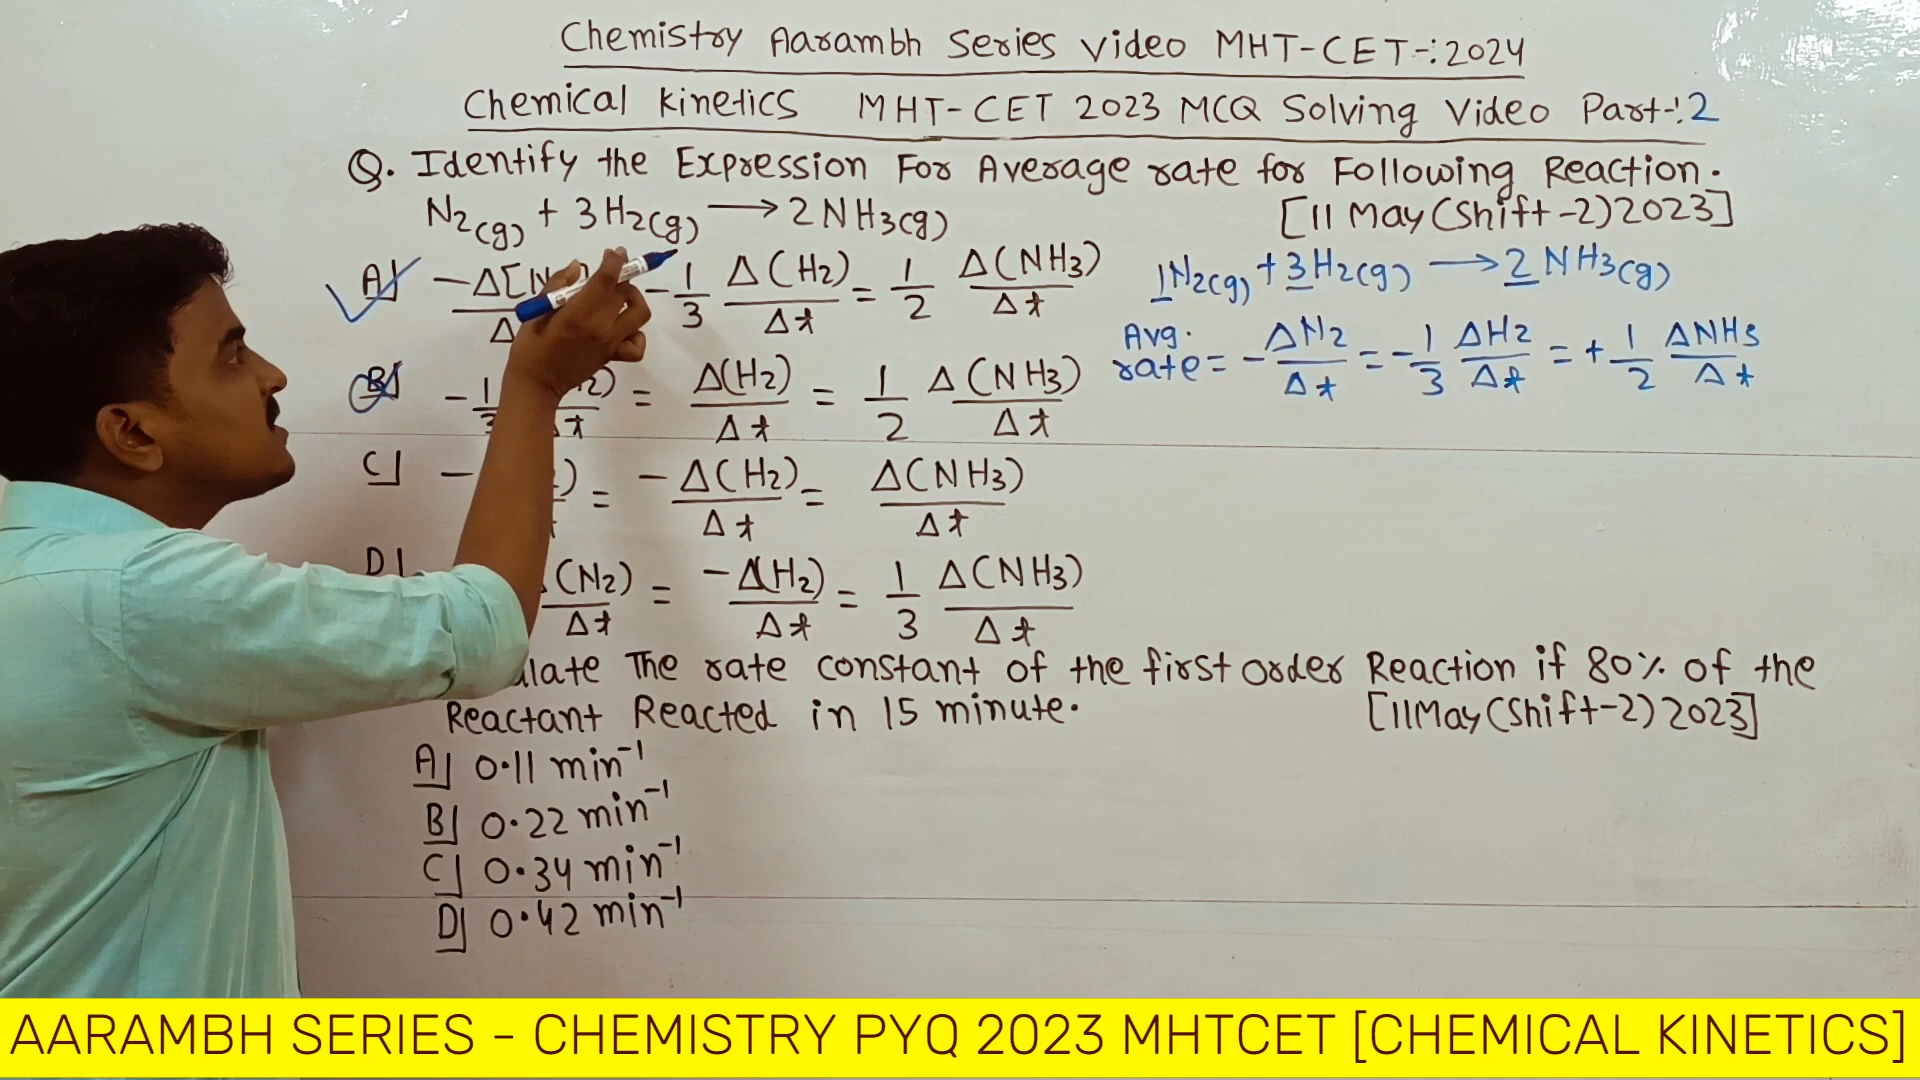 Chemistry Aarambh Series Video MHT-CET-:2024
Chemical Kinetics MHT-CET 2023 MCQ Solving Video Part-:2
Q. Identify the Expression For Average rate for Following Reaction.
N2(g) + 3H2(g) → 2NH3(g) [11 May (Shift-2) 2023]
A] -Δ[N / Δ - 1/3 Δ(H2)/Δt = 1/2 Δ(NH3)/Δt
1N2(g) + 3H2(g) → 2NH3(g)
Avg. rate = - ΔN2/Δt = - 1/3 ΔH2/Δt = + 1/2 ΔNH3/Δt
B] - 1/3 2)/Δt = Δ(H2)/Δt = 1/2 Δ(NH3)/Δt
C] - ) = -Δ(H2)/Δt = Δ(NH3)/Δt
D] (N2)/Δt = -Δ(H2)/Δt = 1/3 Δ(NH3)/Δt
ulate The rate constant of the first order Reaction if 80% of the
Reactant Reacted in 15 minute. [11 May (Shift-2) 2023]
A] 0.11 min⁻¹
B] 0.22 min⁻¹
C] 0.34 min⁻¹
D] 0.42 min⁻¹
AARAMBH SERIES - CHEMISTRY PYQ 2023 MHTCET [CHEMICAL KINETICS]